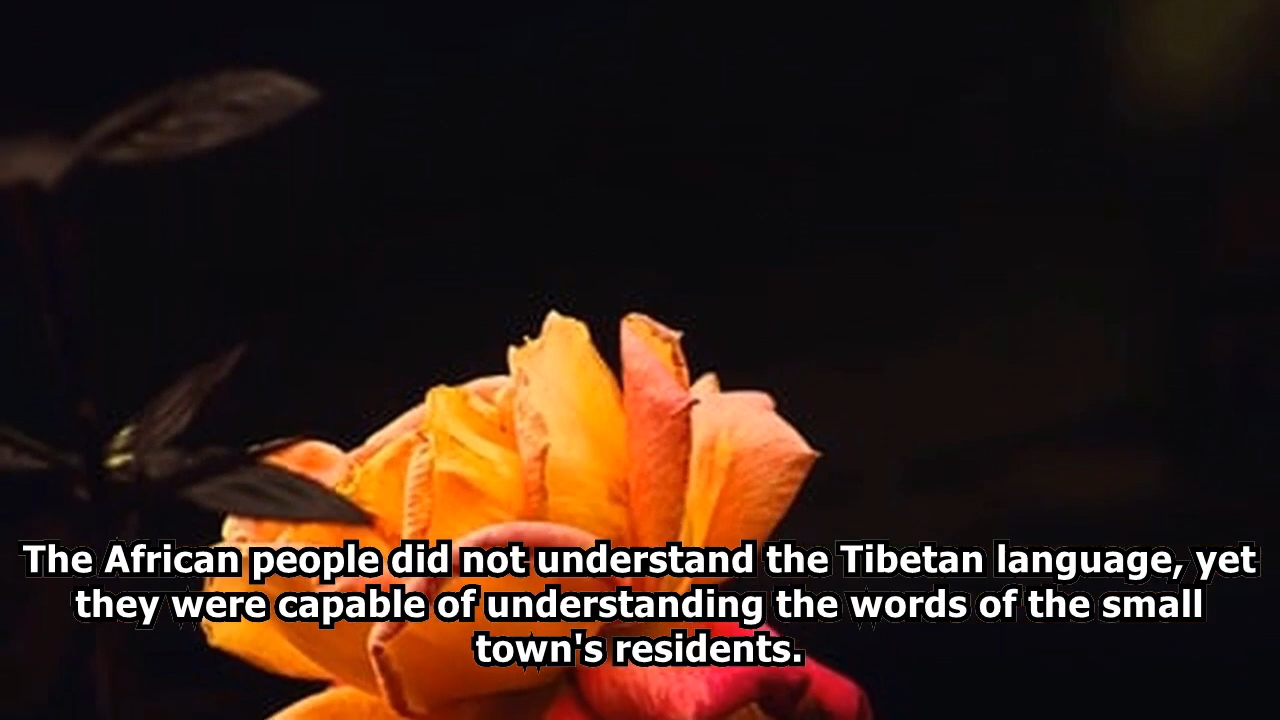 The African people did not understand the Tibetan language, yet
they were capable of understanding the words of the small
town's residents.